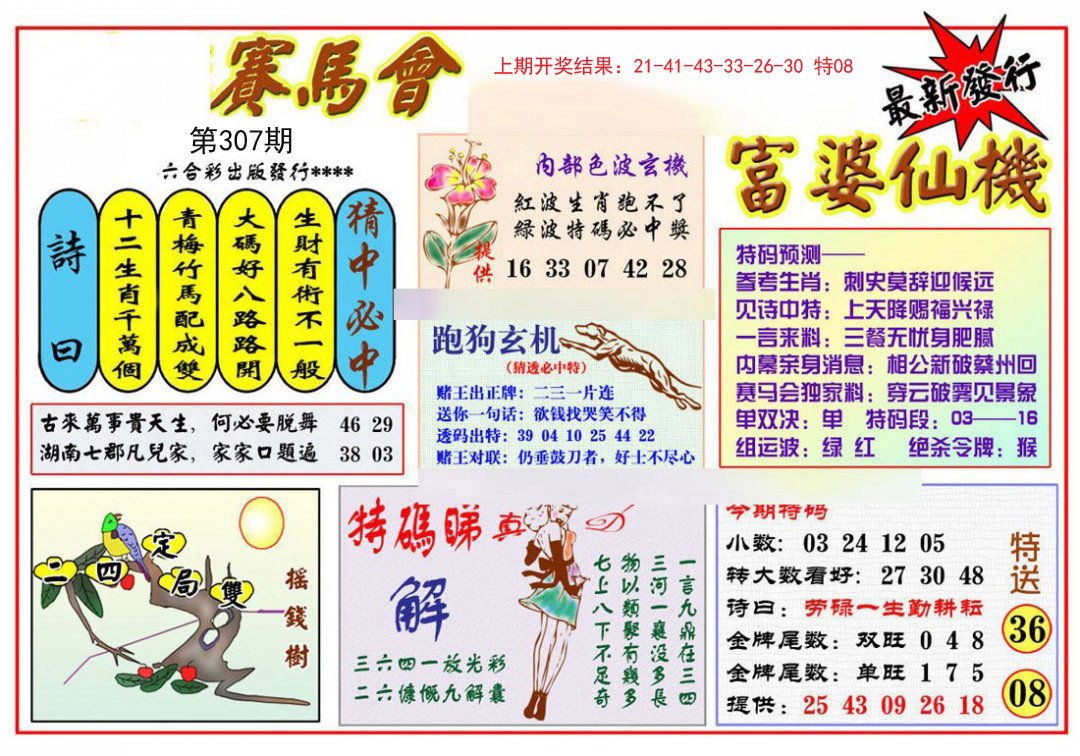 賽馬會
上期开奖结果：21-41-43-33-26-30 特08
最新發行
第307期
六合彩出版發行****
詩曰
十二生肖千萬個
青梅竹馬配成雙
大碼好八路路開
生財有術不一般
猜中必中
古來萬事貴天生，何必要脱舞 46 29
湖南七郡凡兒家，家家口題遍 38 03
內部色波玄機
紅波生肖跑不了
綠波特碼必中獎
提供
16 33 07 42 28
跑狗玄机
(猜透必中特)
赌王出正牌：二三一片连
送你一句话：欲钱找哭笑不得
透码出特：39 04 10 25 44 22
赌王对联：仍垂鼓刀者，好士不尽心
富婆仙機
特码预测——
参考生肖：刺史莫辞迎候远
见诗中特：上天降赐福兴禄
一言来料：三餐无忧身肥腻
内幕亲身消息：相公新破蔡州回
赛马会独家料：穿云破雾见景象
单双决：单 特码段：03——16
组运波：绿 红 绝杀令牌：猴
二四定局雙
摇錢樹
特碼睇真D
解
三六四一放光彩
二六慷慨九解囊
一言九鼎在三四
三河一襄没多長
物以類聚有幾多
七上八下不足奇
今期特码
小数：03 24 12 05
转大数看好：27 30 48
诗曰：劳碌一生勤耕耘
金牌尾数：双旺 0 4 8
金牌尾数：单旺 1 7 5
提供：25 43 09 26 18
特送
36
08